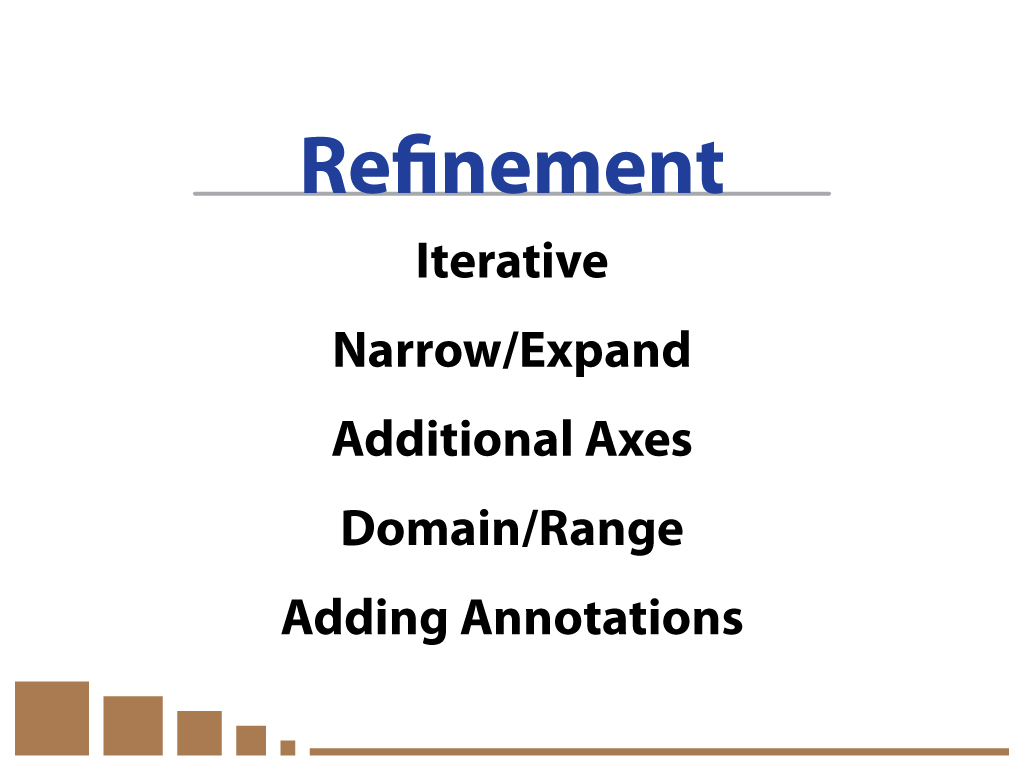 Refinement
Iterative
Narrow/Expand
Additional Axes
Domain/Range
Adding Annotations